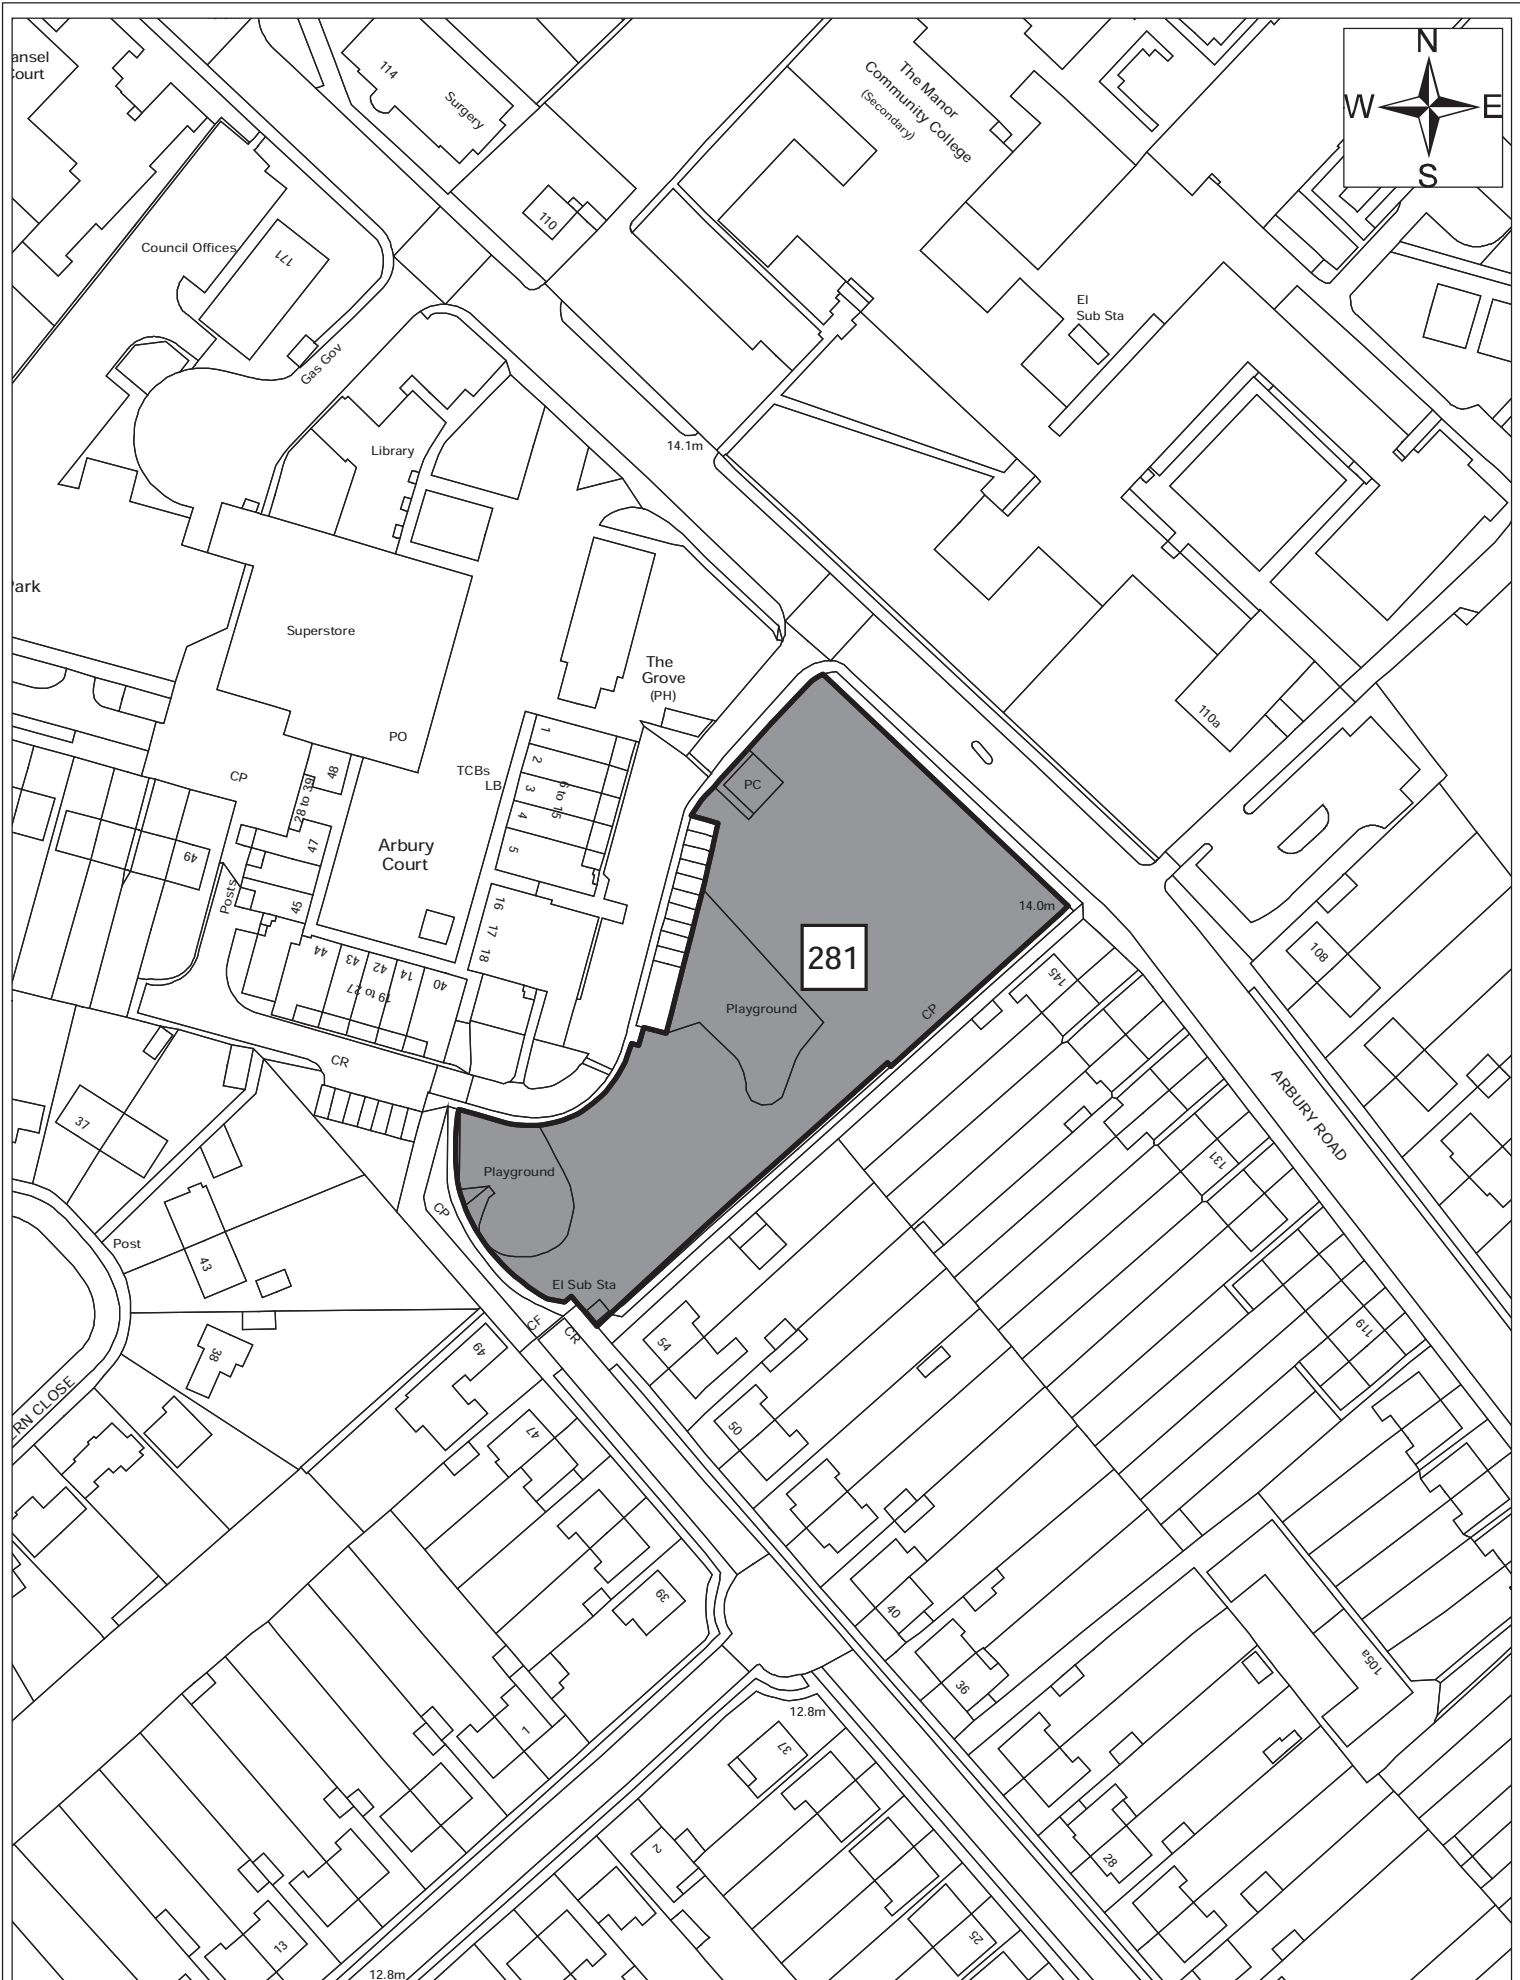 ansel
Court
114
Surgery
The Manor
Community College
(Secondary)
N
W
E
S
110
Council Offices
171
Gas Gov
El
Sub Sta
Library
14.1m
Park
Superstore
The
Grove
(PH)
110a
PO
TCBs
LB
CP
48
28 to 39
47
45
49
Posts
Arbury
Court
1
2
3
4
5
6 to 15
16
17
18
44
43
42
14
40
19 to 27
PC
14.0m
281
Playground
CP
145
108
CR
37
ARBURY ROAD
131
Playground
CP
Post
43
El Sub Sta
CF
CR
38
49
54
119
ERN CLOSE
50
47
39
40
36
105a
12.8m
1
37
2
28
13
25
12.8m